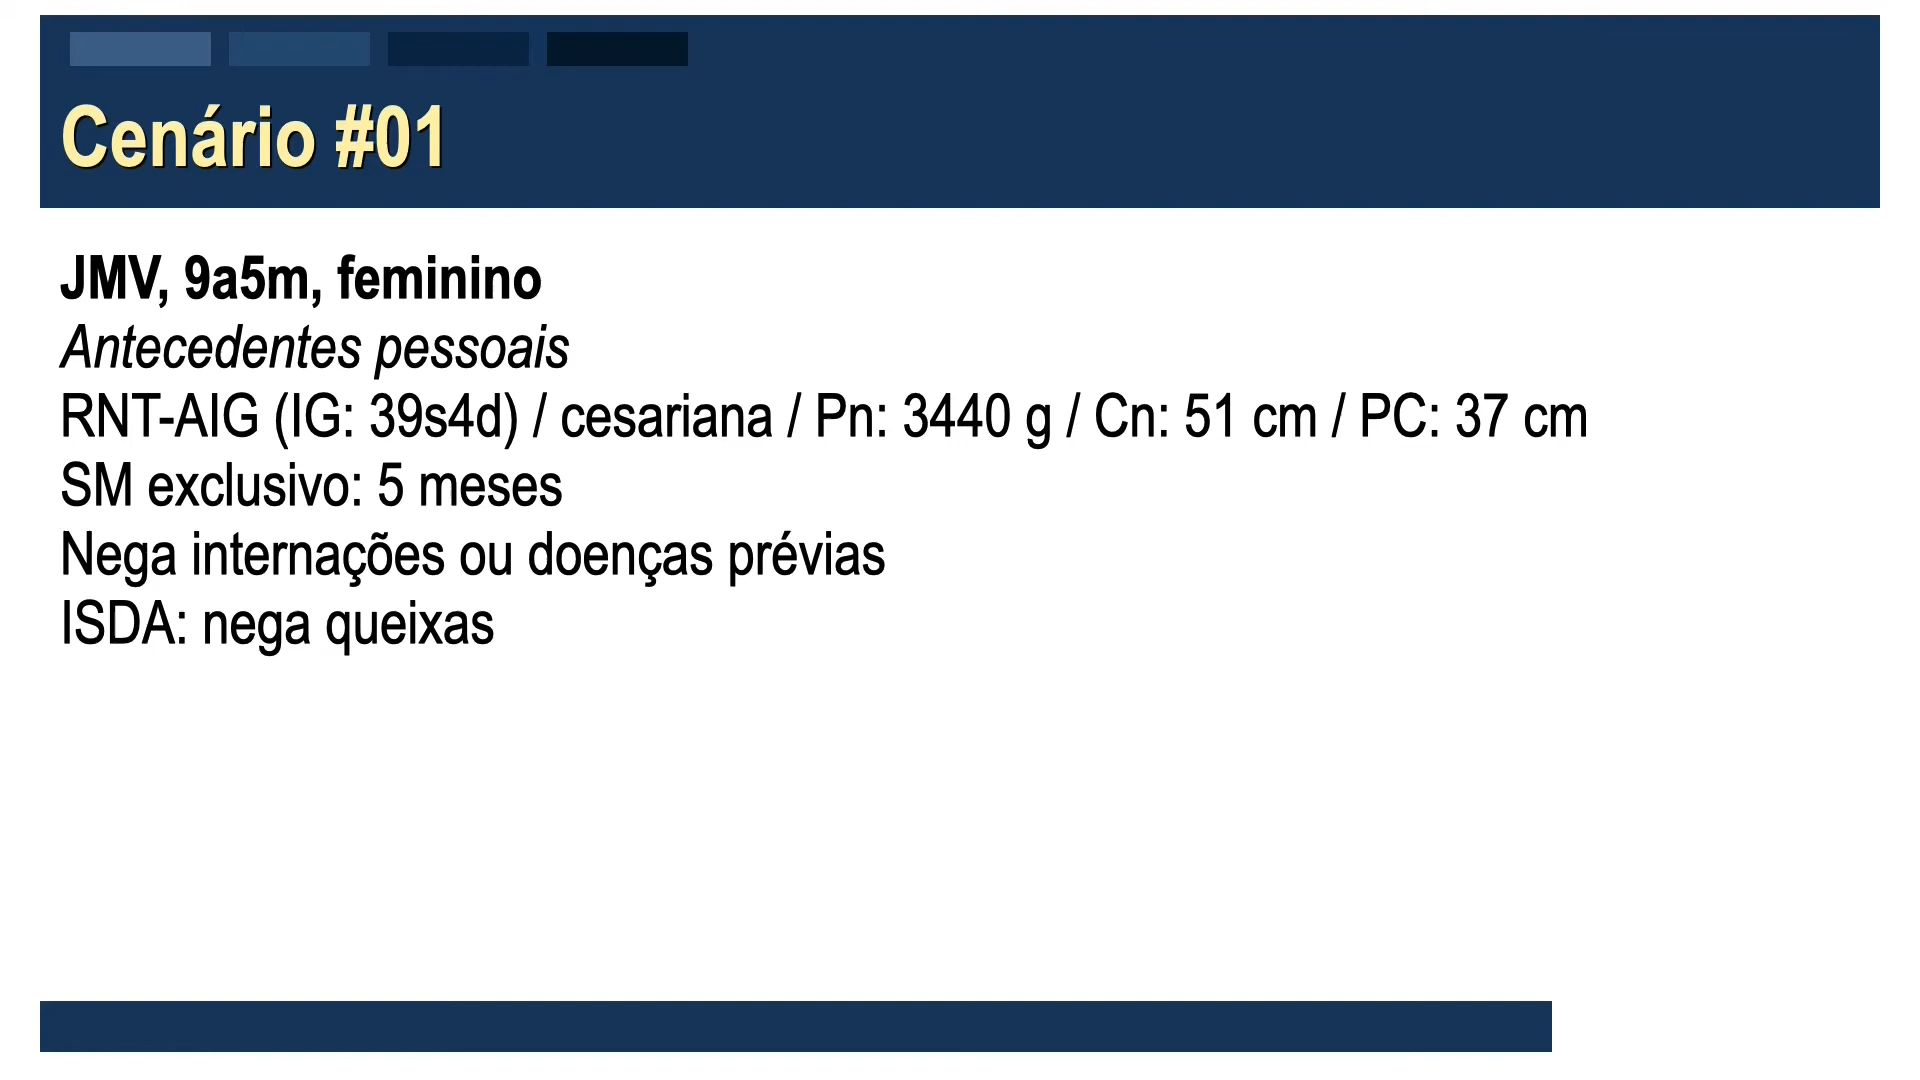 Cenário #01
JMV, 9a5m, feminino
Antecedentes pessoais
RNT-AIG (IG: 39s4d) / cesariana / Pn: 3440 g / Cn: 51 cm / PC: 37 cm
SM exclusivo: 5 meses
Nega internações ou doenças prévias
ISDA: nega queixas